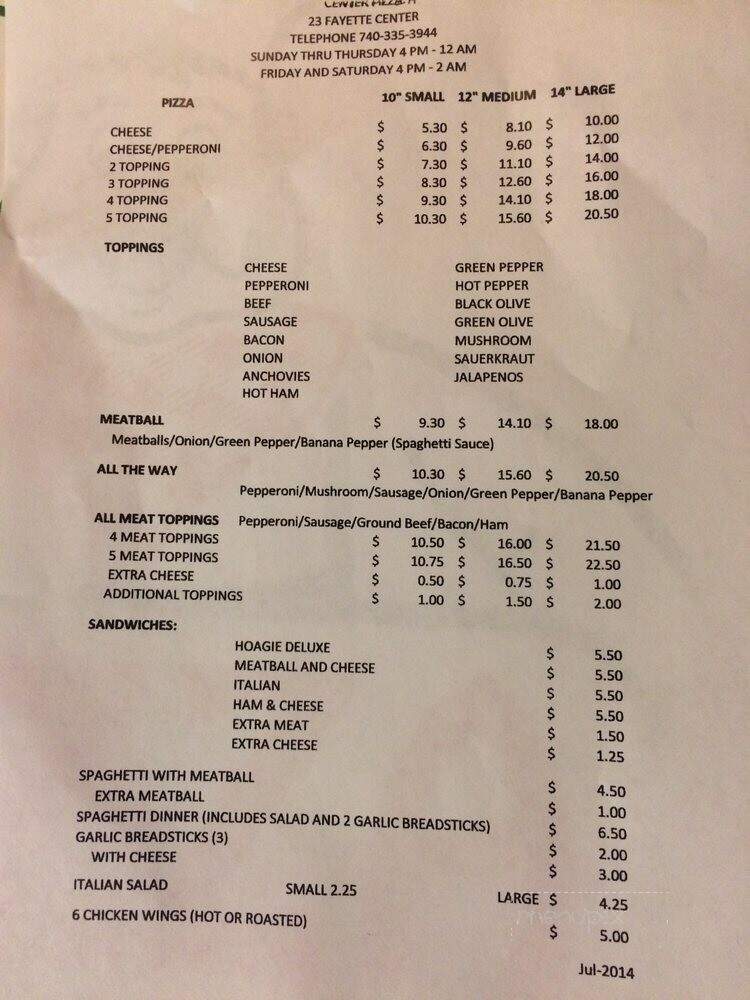 CENTER PIZZA
23 FAYETTE CENTER
TELEPHONE 740-335-3944
SUNDAY THRU THURSDAY 4 PM - 12 AM
FRIDAY AND SATURDAY 4 PM - 2 AM
PIZZA 10" SMALL 12" MEDIUM 14" LARGE
CHEESE $ 5.30 $ 8.10 $ 10.00
CHEESE/PEPPERONI $ 6.30 $ 9.60 $ 12.00
2 TOPPING $ 7.30 $ 11.10 $ 14.00
3 TOPPING $ 8.30 $ 12.60 $ 16.00
4 TOPPING $ 9.30 $ 14.10 $ 18.00
5 TOPPING $ 10.30 $ 15.60 $ 20.50
TOPPINGS
CHEESE GREEN PEPPER
PEPPERONI HOT PEPPER
BEEF BLACK OLIVE
SAUSAGE GREEN OLIVE
BACON MUSHROOM
ONION SAUERKRAUT
ANCHOVIES JALAPENOS
HOT HAM
MEATBALL $ 9.30 $ 14.10 $ 18.00
Meatballs/Onion/Green Pepper/Banana Pepper (Spaghetti Sauce)
ALL THE WAY $ 10.30 $ 15.60 $ 20.50
Pepperoni/Mushroom/Sausage/Onion/Green Pepper/Banana Pepper
ALL MEAT TOPPINGS Pepperoni/Sausage/Ground Beef/Bacon/Ham
4 MEAT TOPPINGS $ 10.50 $ 16.00 $ 21.50
5 MEAT TOPPINGS $ 10.75 $ 16.50 $ 22.50
EXTRA CHEESE $ 0.50 $ 0.75 $ 1.00
ADDITIONAL TOPPINGS $ 1.00 $ 1.50 $ 2.00
SANDWICHES:
HOAGIE DELUXE $ 5.50
MEATBALL AND CHEESE $ 5.50
ITALIAN $ 5.50
HAM & CHEESE $ 5.50
EXTRA MEAT $ 1.50
EXTRA CHEESE $ 1.25
SPAGHETTI WITH MEATBALL $ 4.50
EXTRA MEATBALL $ 1.00
SPAGHETTI DINNER (INCLUDES SALAD AND 2 GARLIC BREADSTICKS) $ 6.50
GARLIC BREADSTICKS (3) $ 2.00
WITH CHEESE $ 3.00
ITALIAN SALAD SMALL 2.25 LARGE $ 4.25
6 CHICKEN WINGS (HOT OR ROASTED) $ 5.00
Jul-2014